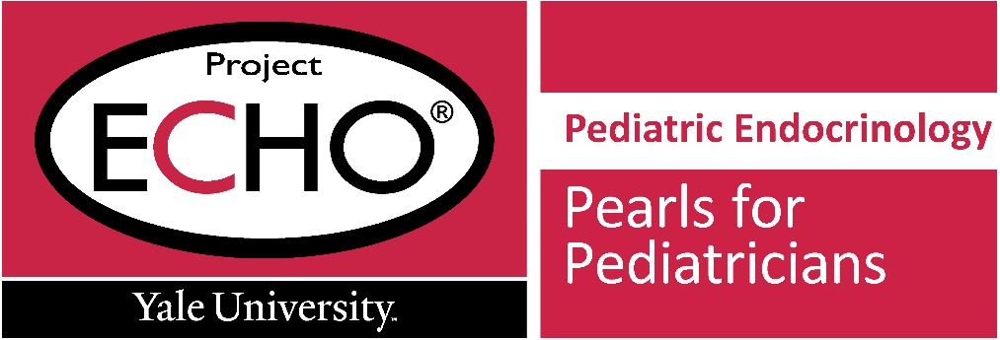 Project
ECHO®
Yale University
Pediatric Endocrinology
Pearls for
Pediatricians